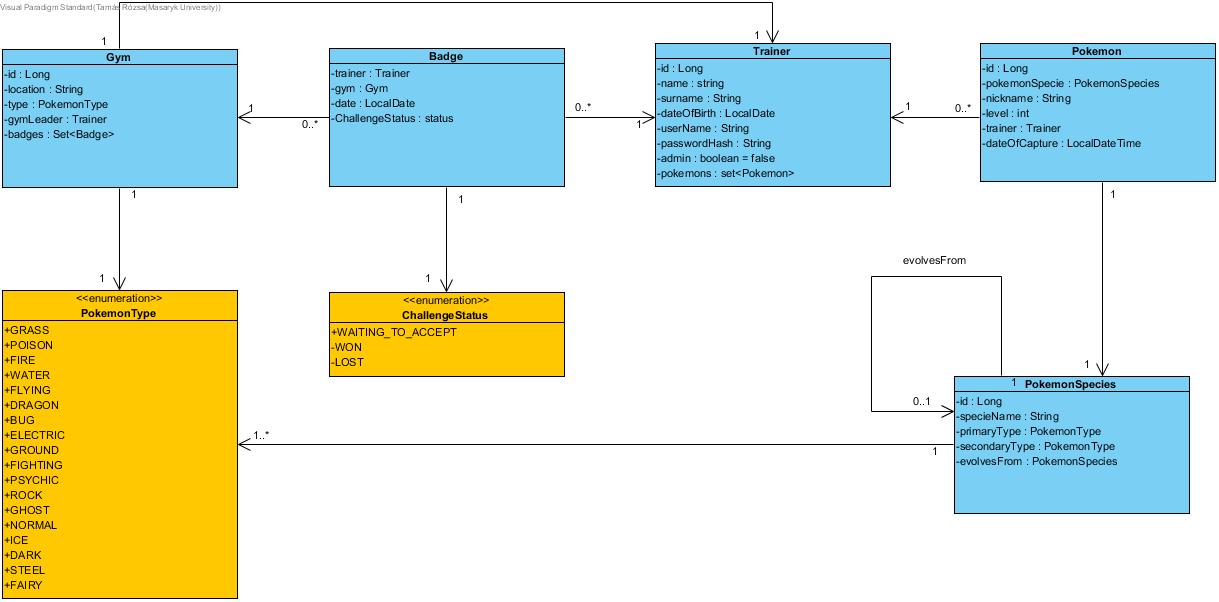 Visual Paradigm Standard(Tamás Rózsa(Masaryk University))
1
1
Gym
-id : Long
-location : String
-type : PokemonType
-gymLeader : Trainer
-badges : Set<Badge>
Badge
-trainer : Trainer
-gym : Gym
-date : LocalDate
-ChallengeStatus : status
Trainer
-id : Long
-name : string
-surname : String
-dateOfBirth : LocalDate
-userName : String
-passwordHash : String
-admin : boolean = false
-pokemons : set<Pokemon>
Pokemon
-id : Long
-pokemonSpecie : PokemonSpecies
-nickname : String
-level : int
-trainer : Trainer
-dateOfCapture : LocalDateTime
1
0..*
0..*
1
1
0..*
1
1
1
1
1
1
evolvesFrom
0..1
1
<<enumeration>>
PokemonType
+GRASS
+POISON
+FIRE
+WATER
+FLYING
+DRAGON
+BUG
+ELECTRIC
+GROUND
+FIGHTING
+PSYCHIC
+ROCK
+GHOST
+NORMAL
+ICE
+DARK
+STEEL
+FAIRY
<<enumeration>>
ChallengeStatus
+WAITING_TO_ACCEPT
-WON
-LOST
PokemonSpecies
-id : Long
-specieName : String
-primaryType : PokemonType
-secondaryType : PokemonType
-evolvesFrom : PokemonSpecies
1..*
1